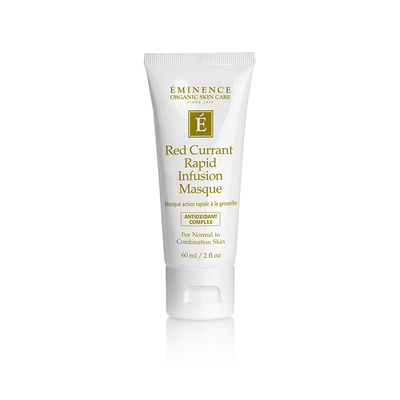 ÉMINENCE
ORGANIC SKIN CARE
SINCE 1958
É
Red Currant
Rapid
Infusion
Masque
Masque action rapide à la groseille
ANTIOXIDANT
COMPLEX
For Normal to
Combination Skin
60 ml / 2 fl oz